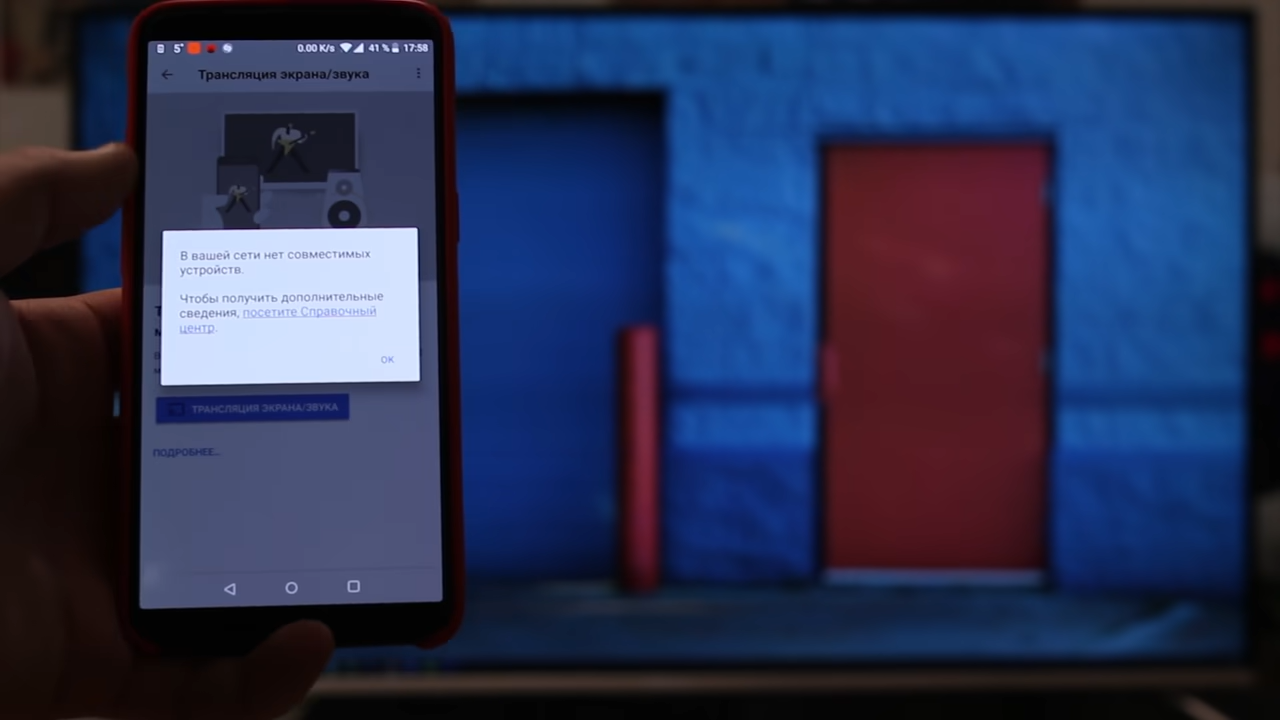 5° 0.00 K/s 41 % 17:58
Трансляция экрана/звука
В вашей сети нет совместимых
устройств.
Чтобы получить дополнительные
сведения, посетите Справочный
центр.
ОК
ТРАНСЛЯЦИЯ ЭКРАНА/ЗВУКА
ПОДРОБНЕЕ...